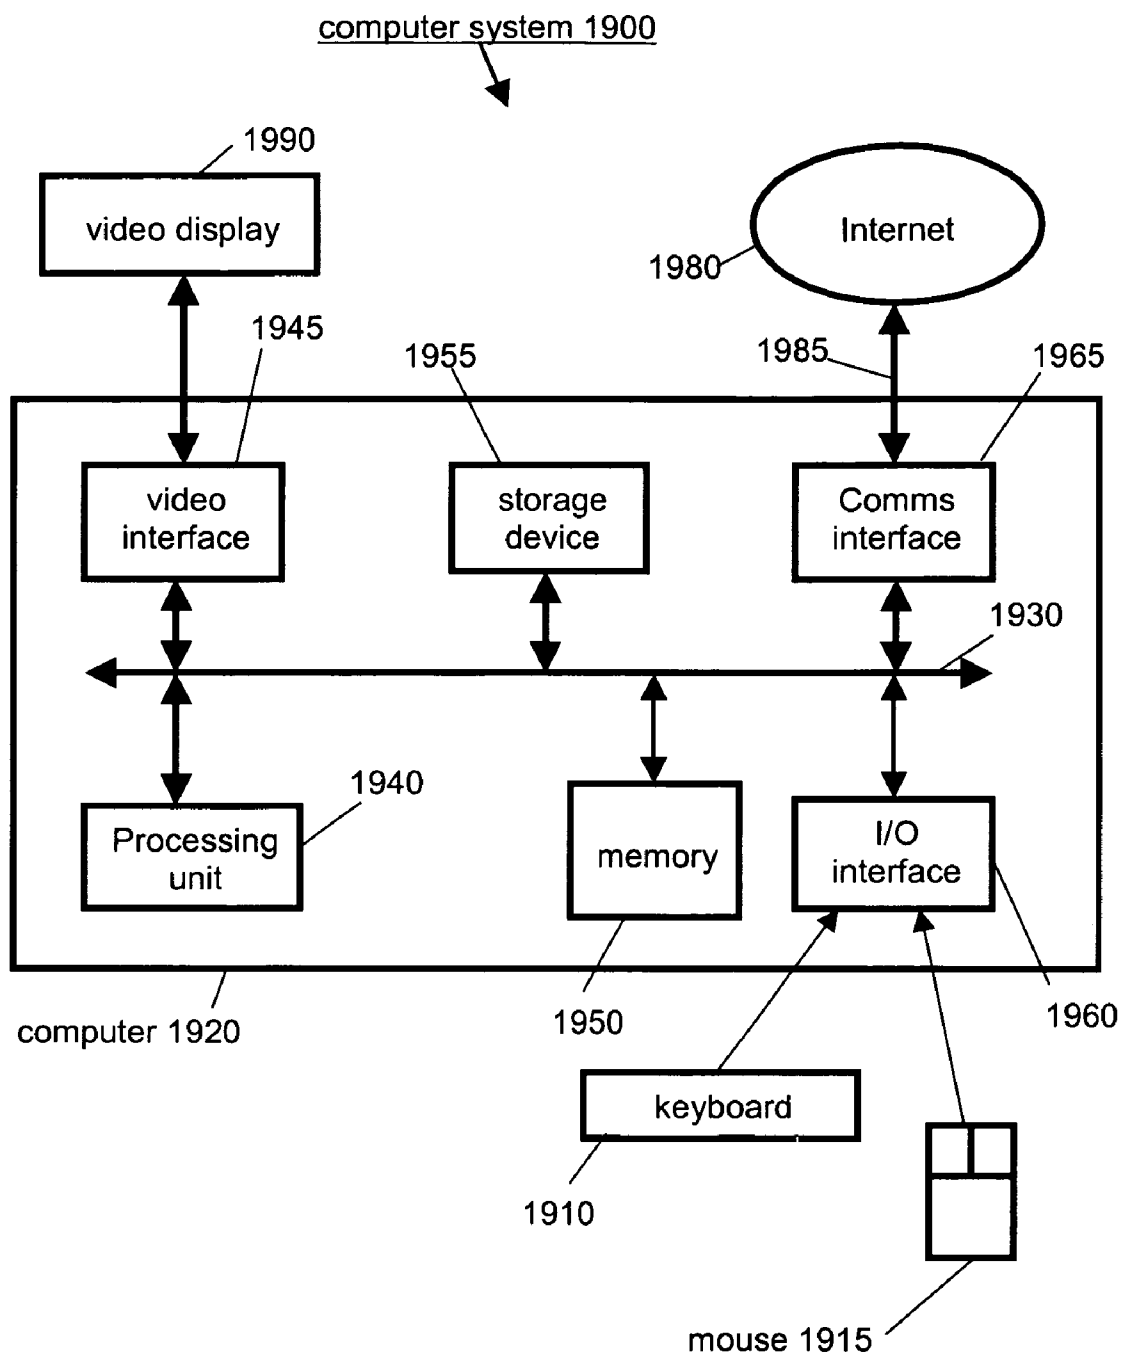 computer system 1900
1990
video display
Internet
1980
1945
1955
1985
1965
video
interface
storage
device
Comms
interface
1930
1940
Processing
unit
memory
I/O
interface
computer 1920
1950
1960
keyboard
1910
mouse 1915